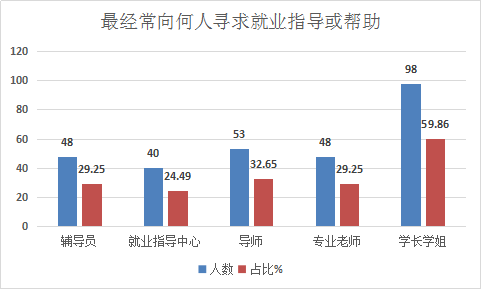 最经常向何人寻求就业指导或帮助
120
100
80
60
40
20
0
48
29.25
40
24.49
53
32.65
48
29.25
98
59.86
辅导员
就业指导中心
导师
专业老师
学长学姐
人数
占比%